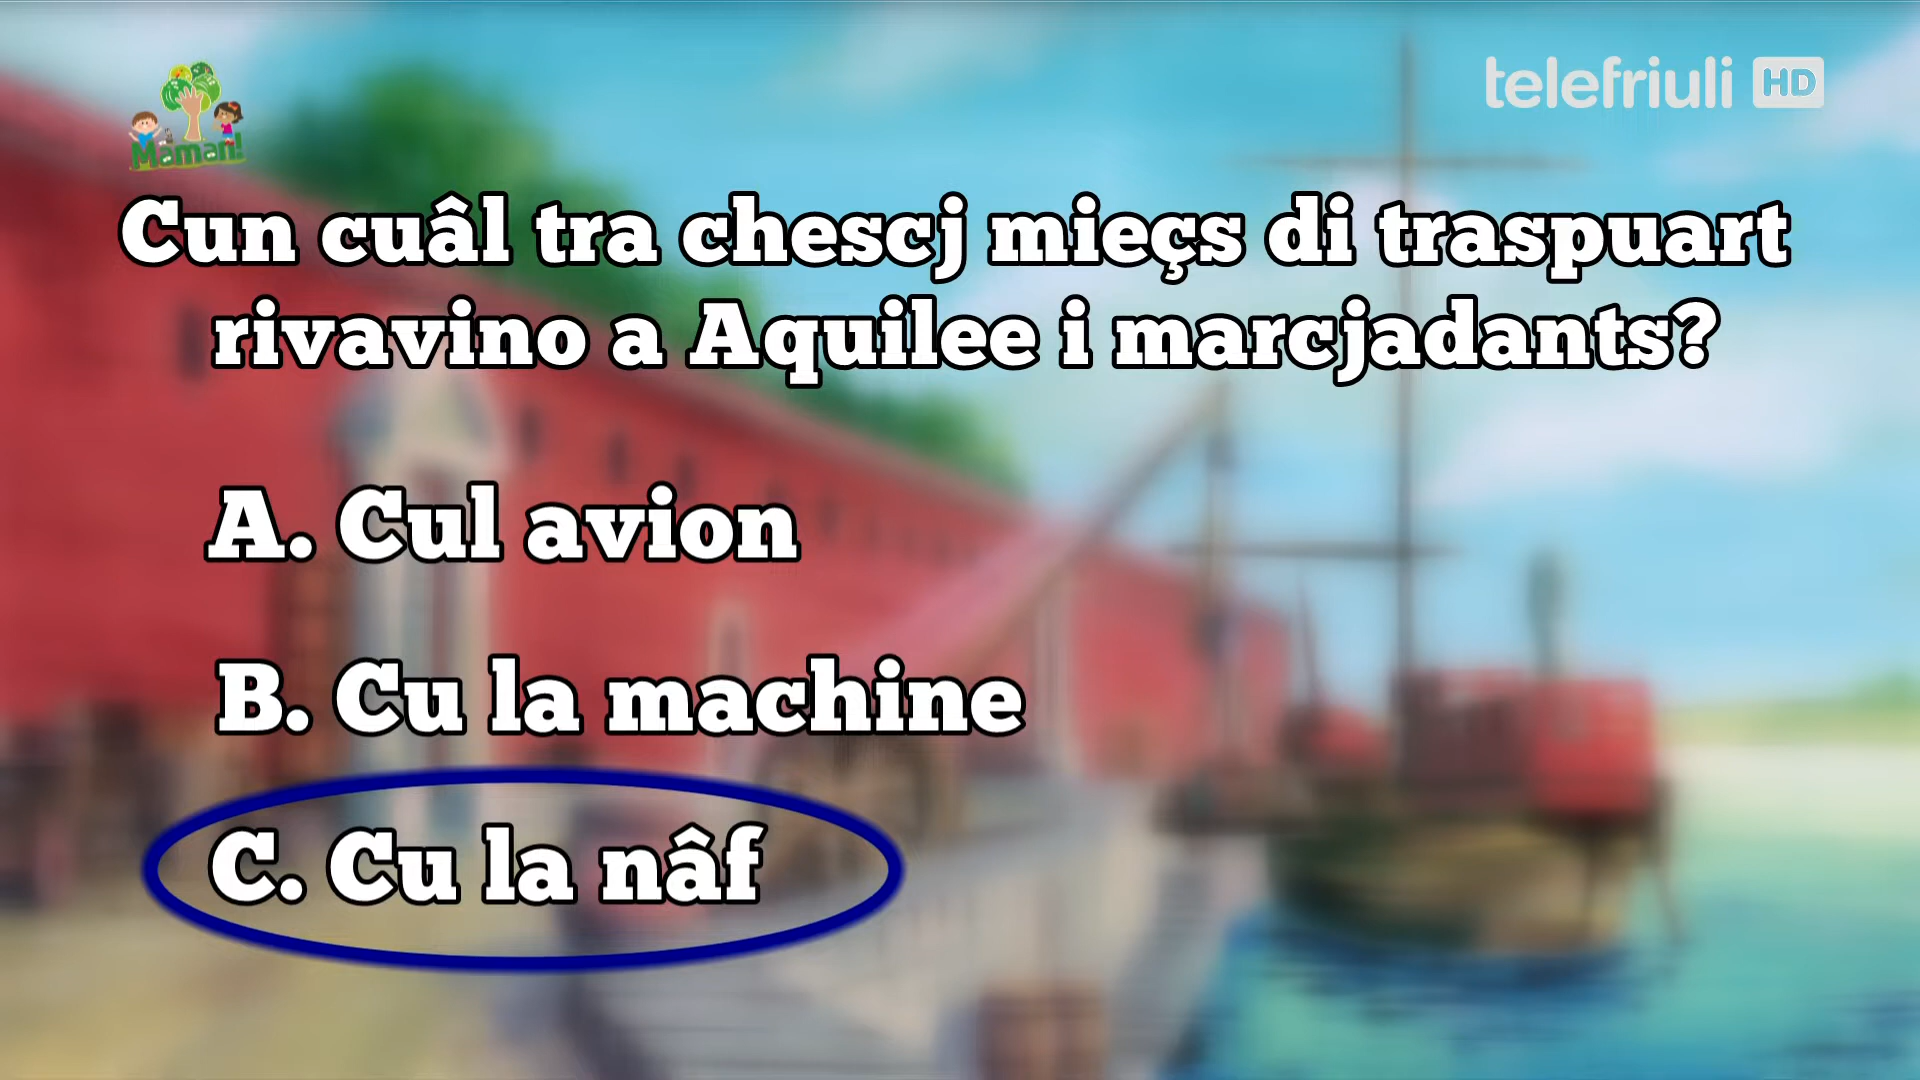 telefriuli HD
Maman!
Cun cuâl tra chescj mieçs di traspuart
rivavino a Aquilee i marcjadants?
A. Cul avion
B. Cu la machine
C. Cu la nâf